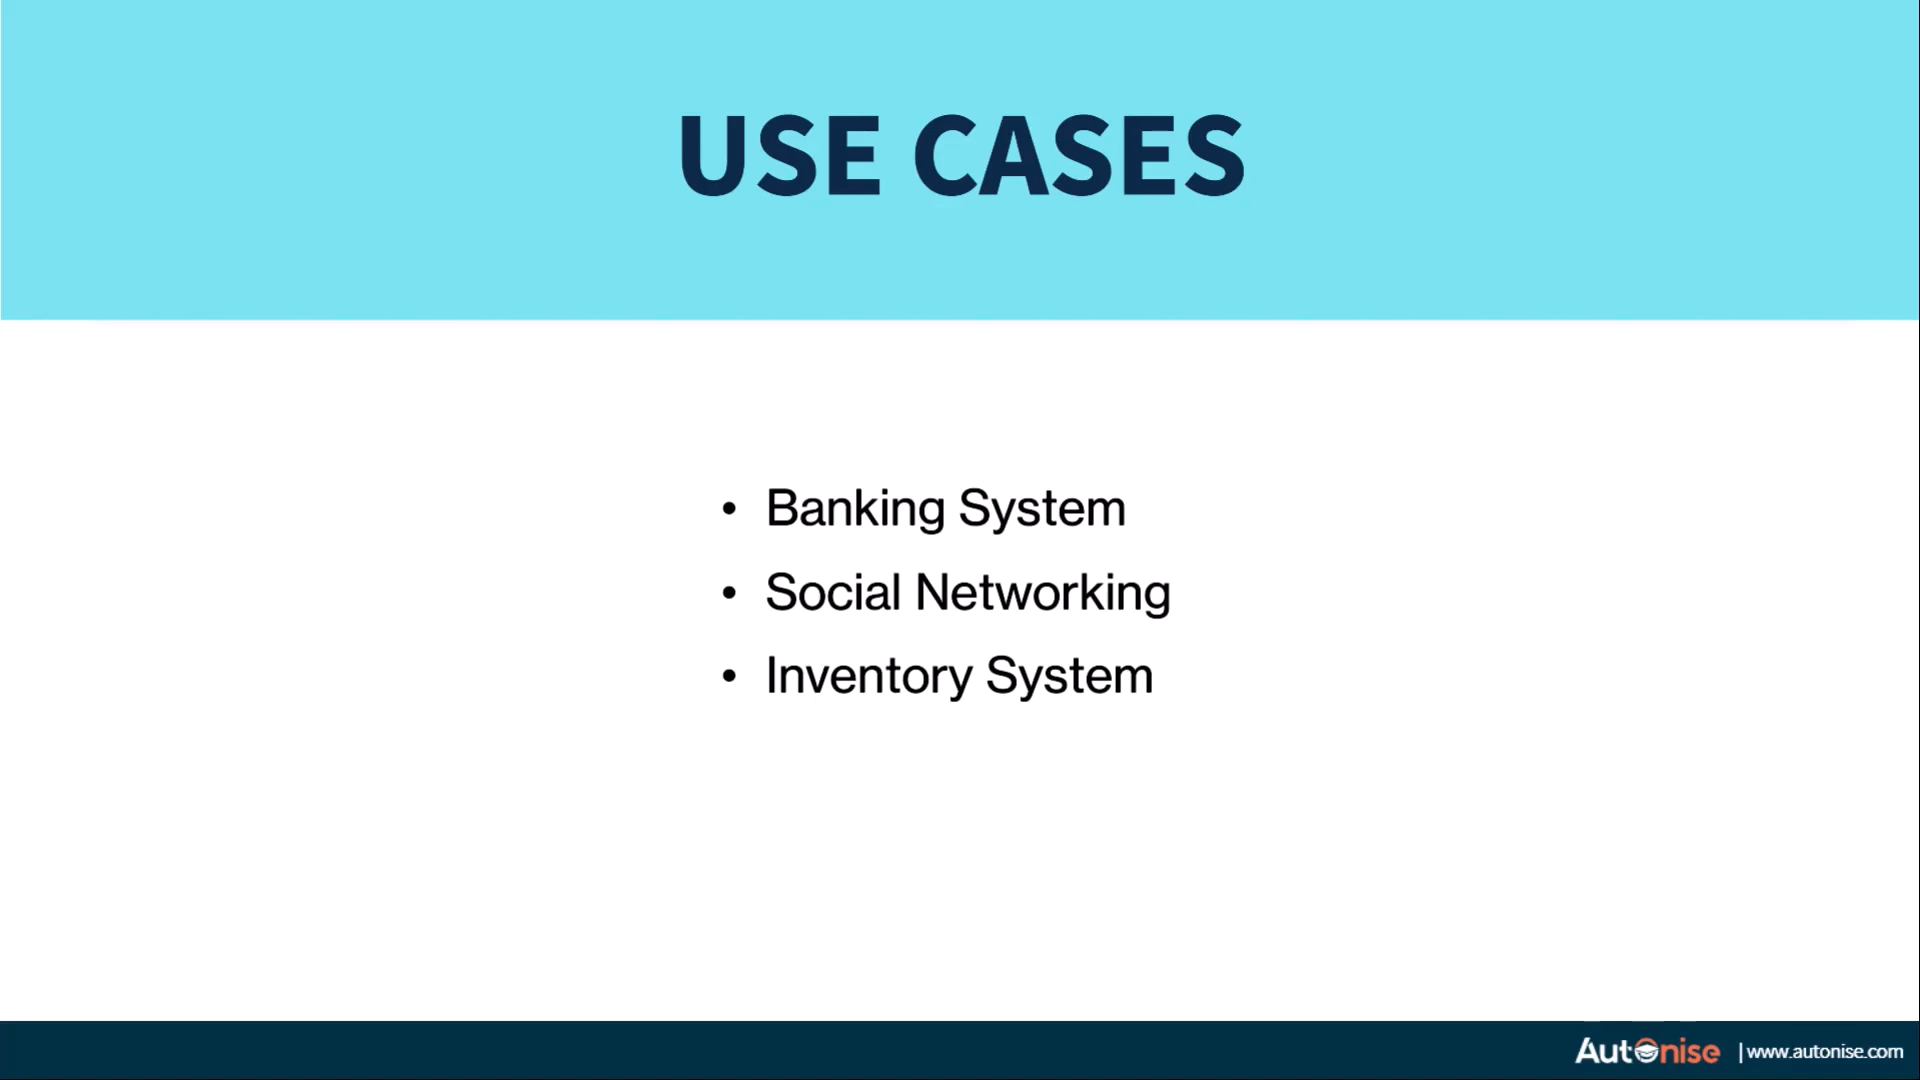 USE CASES
• Banking System
• Social Networking
• Inventory System
Autonise | www.autonise.com